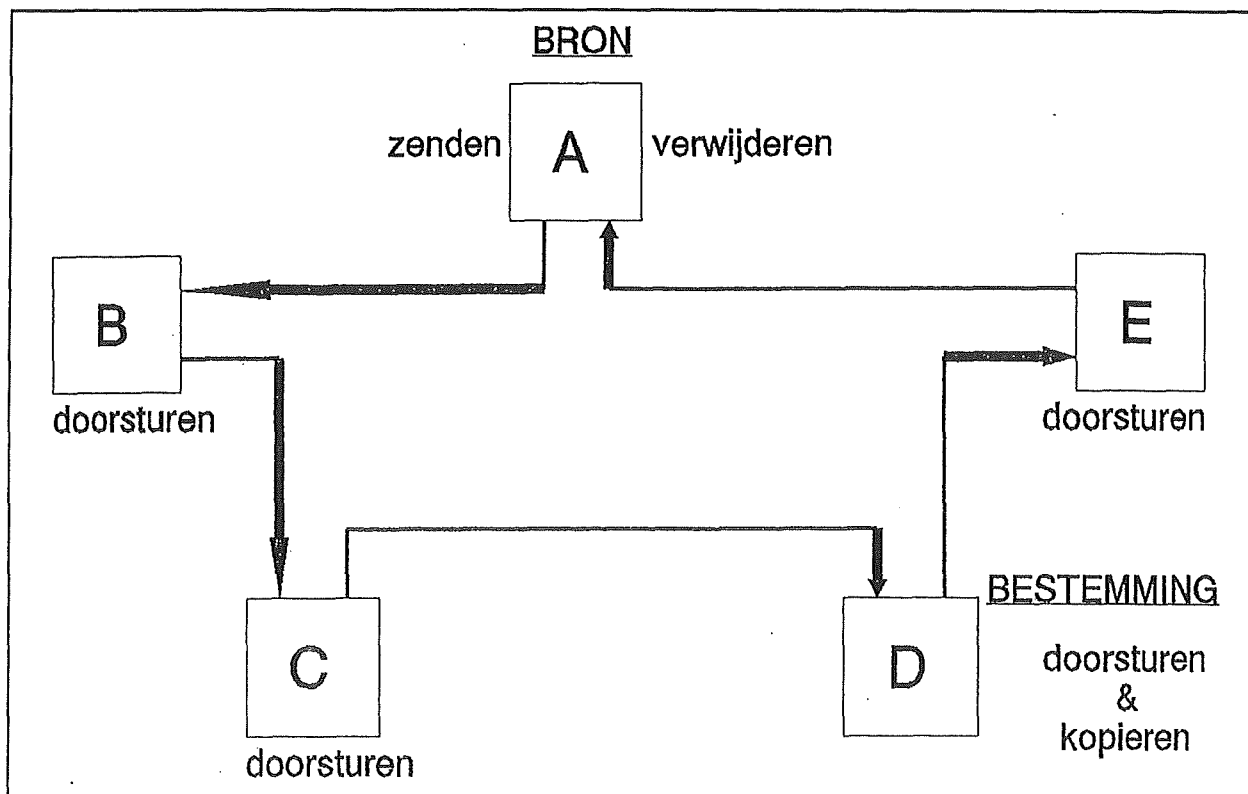 BRON
zenden A verwijderen
B
E
doorsturen
doorsturen
C
D
BESTEMMING
doorsturen
&
kopieren
doorsturen